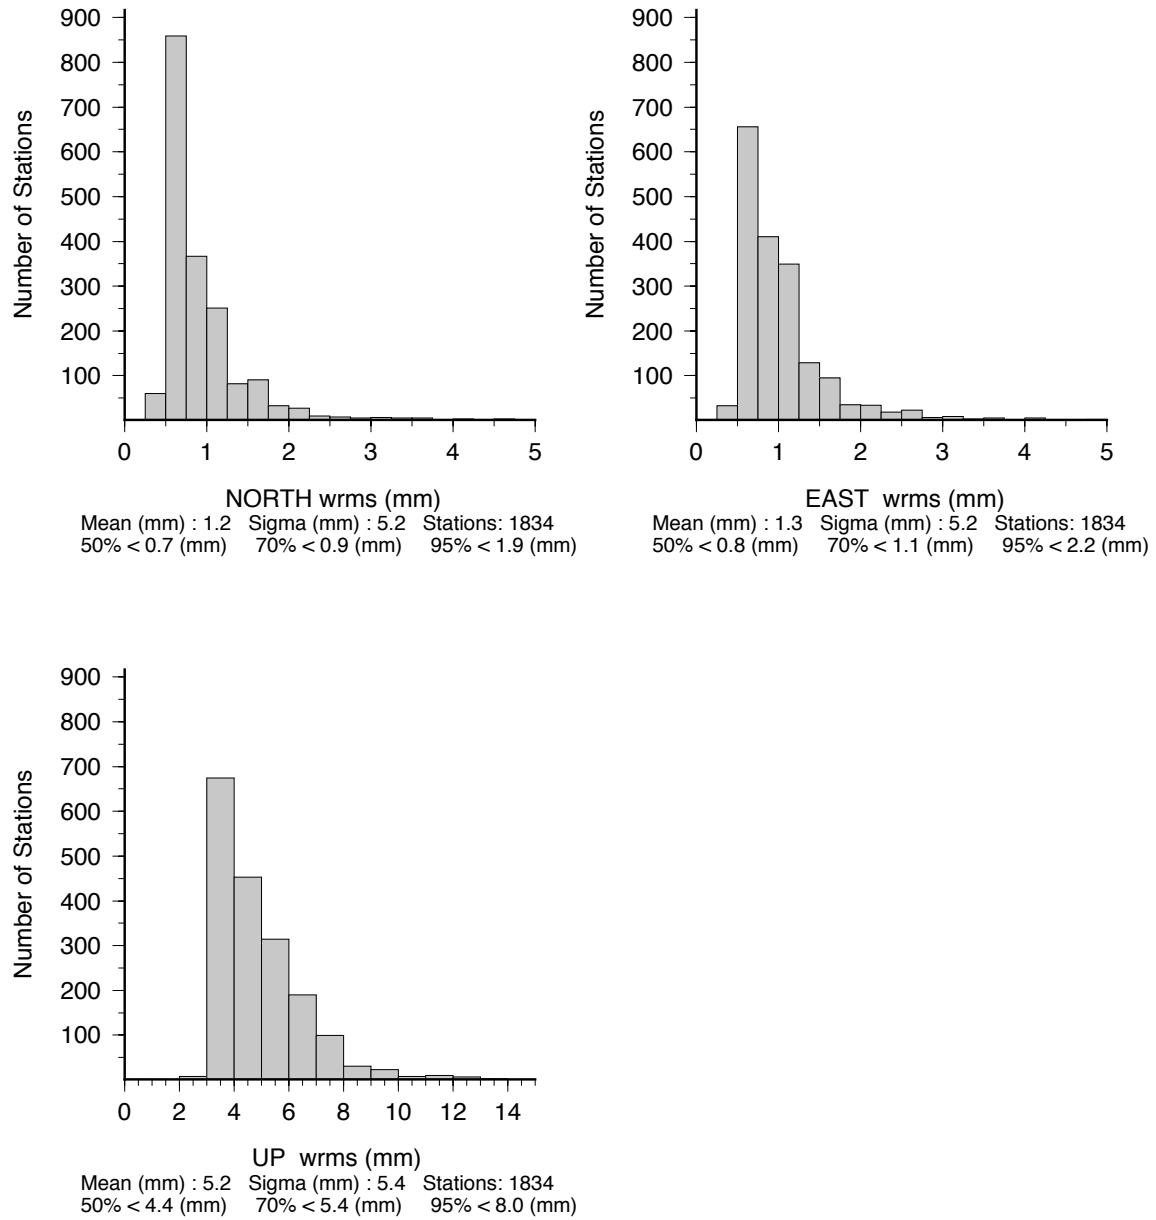 900
800
700
600
500
400
300
200
100
Number of Stations
0 1 2 3 4 5
NORTH wrms (mm)
Mean (mm) : 1.2 Sigma (mm) : 5.2 Stations: 1834
50% < 0.7 (mm) 70% < 0.9 (mm) 95% < 1.9 (mm)
900
800
700
600
500
400
300
200
100
Number of Stations
0 1 2 3 4 5
EAST wrms (mm)
Mean (mm) : 1.3 Sigma (mm) : 5.2 Stations: 1834
50% < 0.8 (mm) 70% < 1.1 (mm) 95% < 2.2 (mm)
900
800
700
600
500
400
300
200
100
Number of Stations
0 2 4 6 8 10 12 14
UP wrms (mm)
Mean (mm) : 5.2 Sigma (mm) : 5.4 Stations: 1834
50% < 4.4 (mm) 70% < 5.4 (mm) 95% < 8.0 (mm)